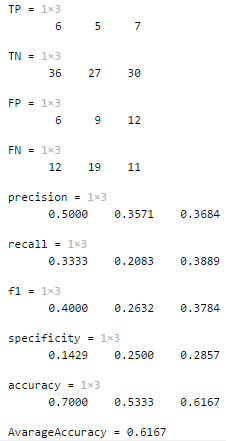 TP = 1×3
6 5 7
TN = 1×3
36 27 30
FP = 1×3
6 9 12
FN = 1×3
12 19 11
precision = 1×3
0.5000 0.3571 0.3684
recall = 1×3
0.3333 0.2083 0.3889
f1 = 1×3
0.4000 0.2632 0.3784
specificity = 1×3
0.1429 0.2500 0.2857
accuracy = 1×3
0.7000 0.5333 0.6167
AvarageAccuracy = 0.6167